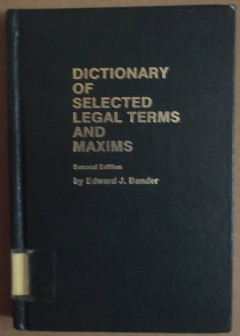 DICTIONARY
OF
SELECTED
LEGAL TERMS
AND
MAXIMS
Second Edition
by Edward J. Bander